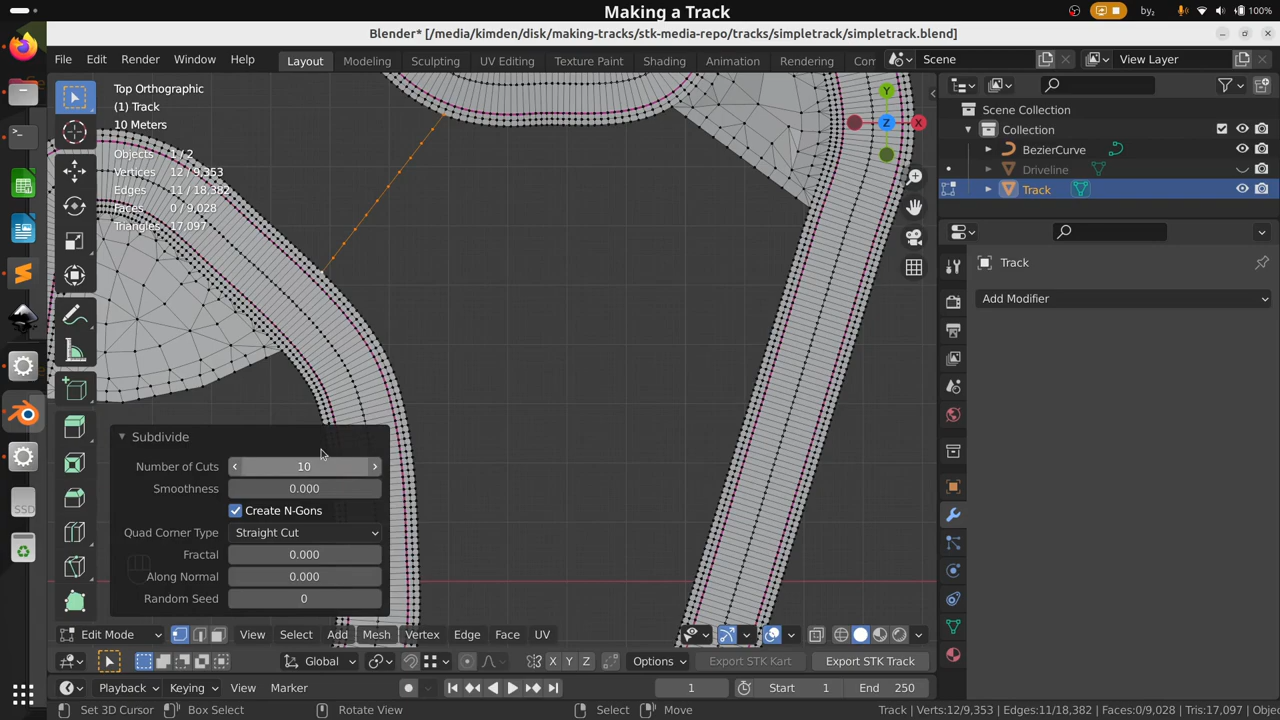 Making a Track
by₂
100%
Blender* [/media/kimden/disk/making-tracks/stk-media-repo/tracks/simpletrack/simpletrack.blend]
File Edit Render Window Help
Layout Modeling Sculpting UV Editing Texture Paint Shading Animation Rendering Com
Scene
View Layer
Top Orthographic
(1) Track
10 Meters
Objects 1/2
Vertices 12/9,353
Edges 11/18,382
Faces 0/9,028
Triangles 17,097
Y
Z
X
Scene Collection
Collection
BezierCurve
Driveline
Track
Track
Add Modifier
SSD
Subdivide
Number of Cuts 10
Smoothness 0.000
Create N-Gons
Quad Corner Type Straight Cut
Fractal 0.000
Along Normal 0.000
Random Seed 0
Edit Mode View Select Add Mesh Vertex Edge Face UV
Global X Y Z Options Export STK Kart Export STK Track
Playback Keying View Marker 1 Start 1 End 250
Set 3D Cursor Box Select Rotate View Select Move Track | Verts:12/9,353 | Edges:11/18,382 | Faces:0/9,028 | Tris:17,097 | Obje